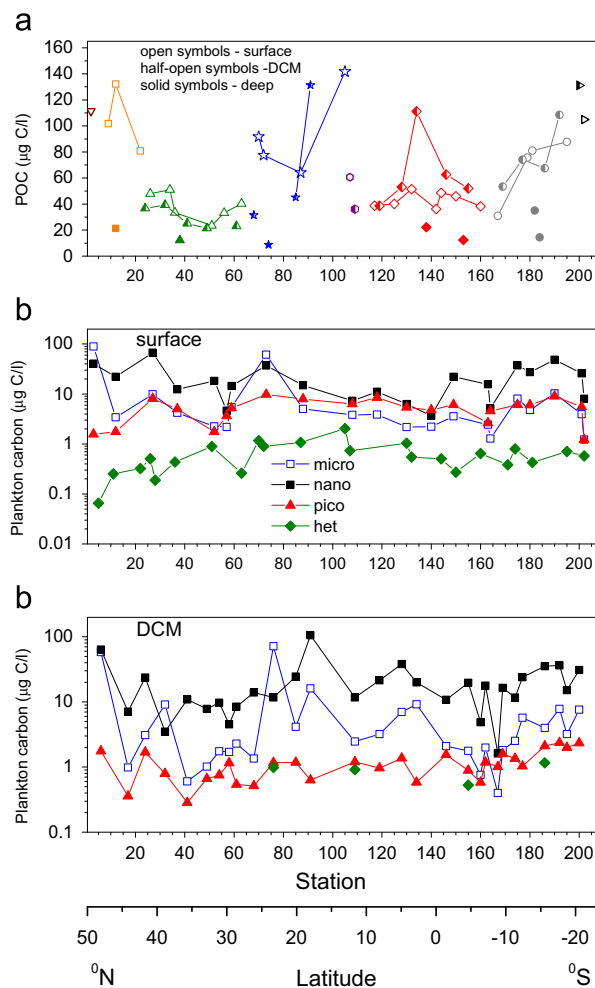 a
160
140
120
100
80
60
40
20
0
POC (µg C/l)
open symbols - surface
half-open symbols -DCM
solid symbols - deep
20 40 60 80 100 120 140 160 180 200
b
100
10
1
0.1
0.01
Plankton carbon (µg C/l)
surface
micro
nano
pico
het
20 40 60 80 100 120 140 160 180 200
b
100
10
1
0.1
Plankton carbon (µg C/l)
DCM
0 20 40 60 80 100 120 140 160 180 200
Station
50 40 30 20 10 0 -10 -20
⁰N Latitude ⁰S